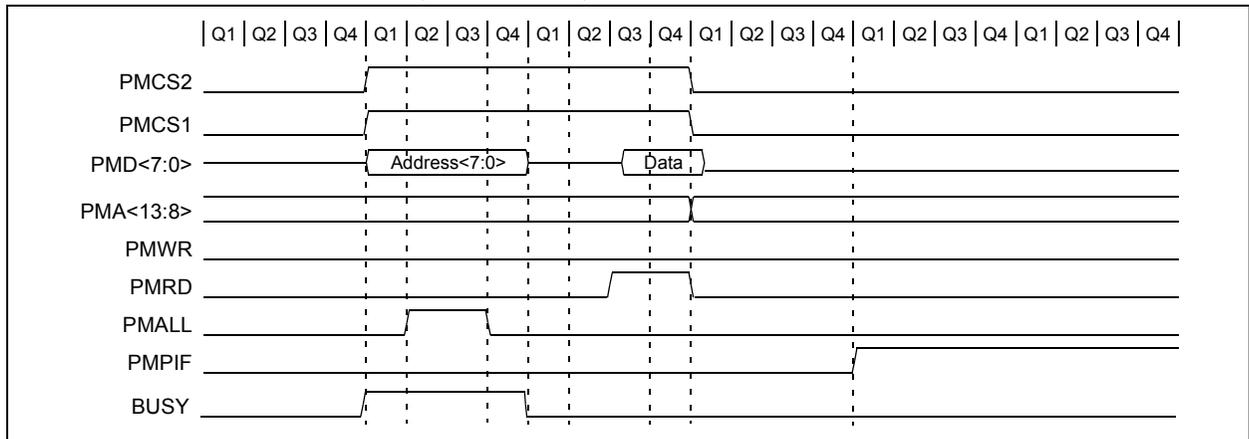 Q1 Q2 Q3 Q4 Q1 Q2 Q3 Q4 Q1 Q2 Q3 Q4 Q1 Q2 Q3 Q4 Q1 Q2 Q3 Q4 Q1 Q2 Q3 Q4
PMCS2
PMCS1
PMD<7:0> Address<7:0> Data
PMA<13:8>
PMWR
PMRD
PMALL
PMPIF
BUSY